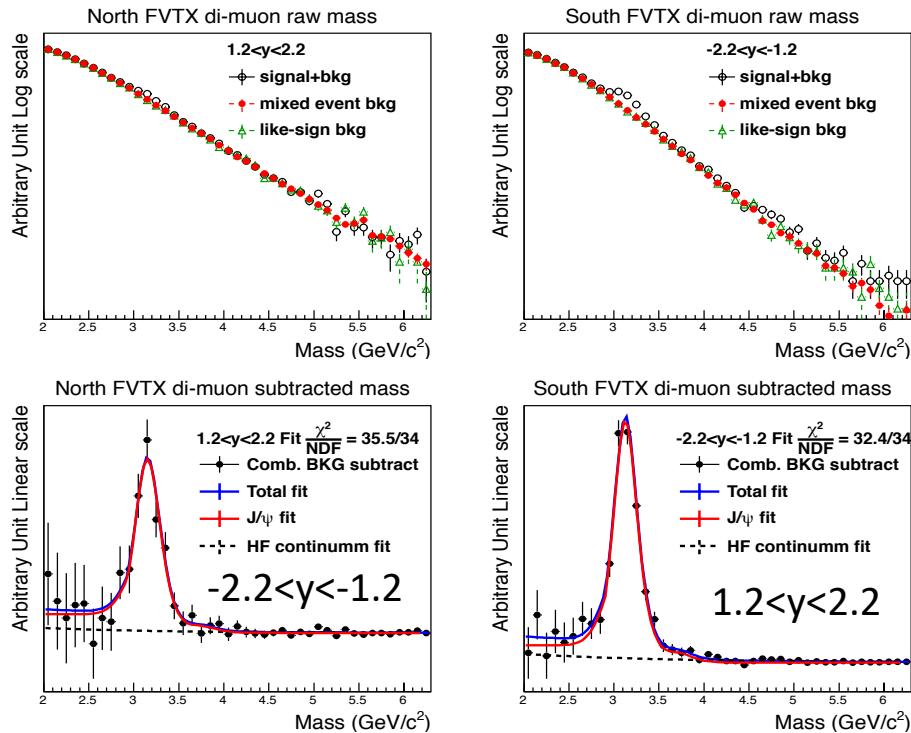 North FVTX di-muon raw mass
Arbitrary Unit Log scale
1.2<y<2.2
signal+bkg
mixed event bkg
like-sign bkg
2 2.5 3 3.5 4 4.5 5 5.5 6
Mass (GeV/c²)
South FVTX di-muon raw mass
Arbitrary Unit Log scale
-2.2<y<-1.2
signal+bkg
mixed event bkg
like-sign bkg
2 2.5 3 3.5 4 4.5 5 5.5 6
Mass (GeV/c²)
North FVTX di-muon subtracted mass
Arbitrary Unit Linear scale
1.2<y<2.2 Fit χ²/NDF = 35.5/34
Comb. BKG subtract
Total fit
J/ψ fit
HF continumm fit
-2.2<y<-1.2
2 2.5 3 3.5 4 4.5 5 5.5 6
Mass (GeV/c²)
South FVTX di-muon subtracted mass
Arbitrary Unit Linear scale
-2.2<y<-1.2 Fit χ²/NDF = 32.4/34
Comb. BKG subtract
Total fit
J/ψ fit
HF continumm fit
1.2<y<2.2
2 2.5 3 3.5 4 4.5 5 5.5 6
Mass (GeV/c²)